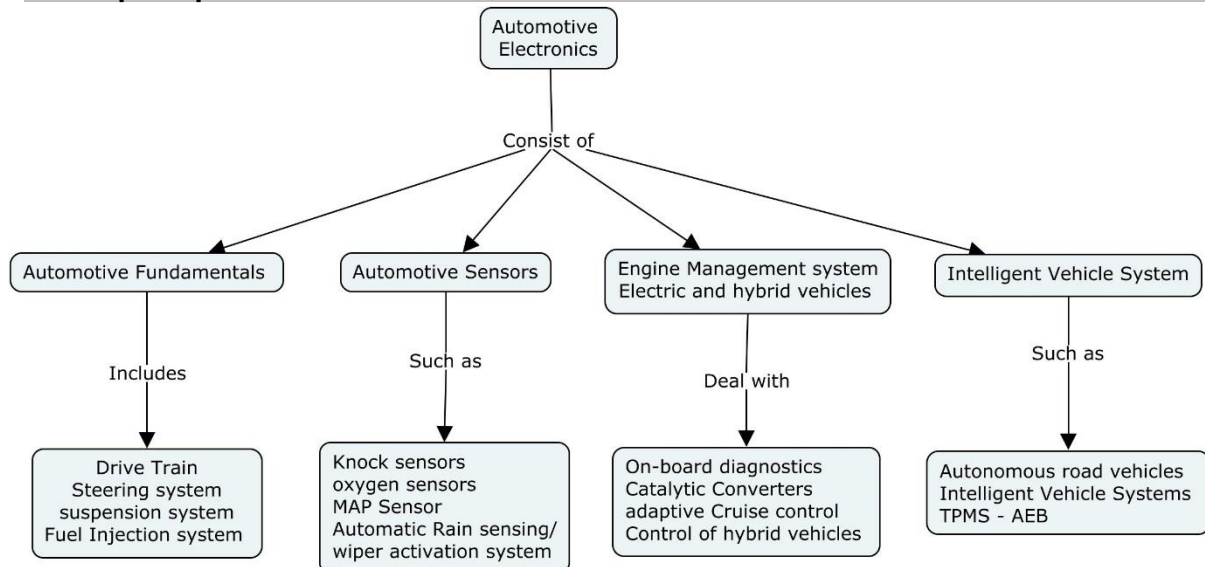 Automotive
Electronics
Consist of
Automotive Fundamentals
Automotive Sensors
Engine Management system
Electric and hybrid vehicles
Intelligent Vehicle System
Includes
Such as
Deal with
Such as
Drive Train
Steering system
suspension system
Fuel Injection system
Knock sensors
oxygen sensors
MAP Sensor
Automatic Rain sensing/
wiper activation system
On-board diagnostics
Catalytic Converters
adaptive Cruise control
Control of hybrid vehicles
Autonomous road vehicles
Intelligent Vehicle Systems
TPMS - AEB